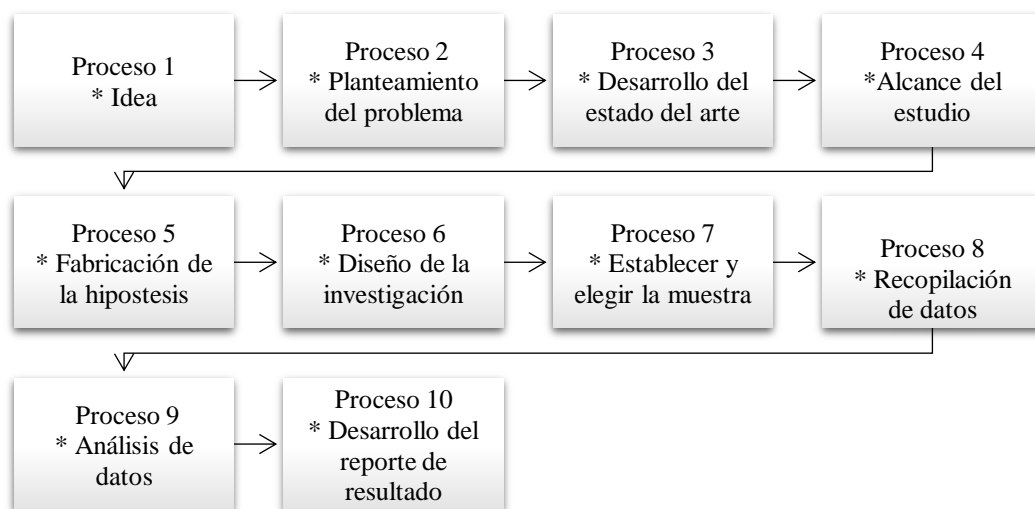 Proceso 1
* Idea
Proceso 2
* Planteamiento
del problema
Proceso 3
* Desarrollo del
estado del arte
Proceso 4
*Alcance del
estudio
Proceso 5
* Fabricación de
la hipostesis
Proceso 6
* Diseño de la
investigación
Proceso 7
* Establecer y
elegir la muestra
Proceso 8
* Recopilación
de datos
Proceso 9
* Análisis de
datos
Proceso 10
* Desarrollo del
reporte de
resultado